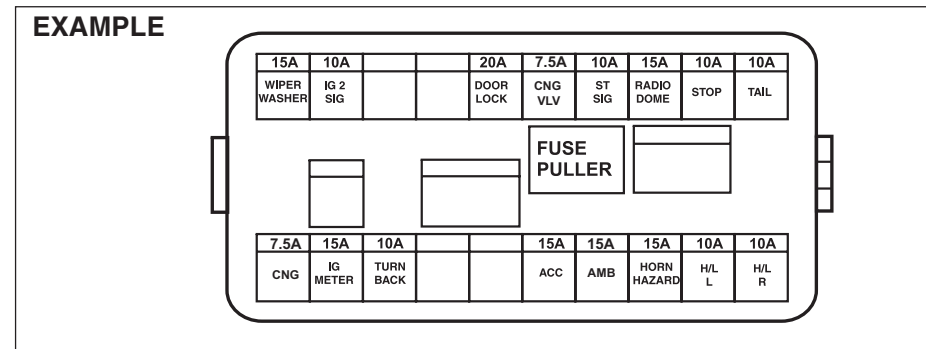 EXAMPLE
15A 10A 20A 7.5A 10A 15A 10A 10A
WIPER WASHER IG 2 SIG DOOR LOCK CNG VLV ST SIG RADIO DOME STOP TAIL
FUSE
PULLER
7.5A 15A 10A 15A 15A 15A 10A 10A
CNG IG METER TURN BACK ACC AMB HORN HAZARD H/L L H/L R